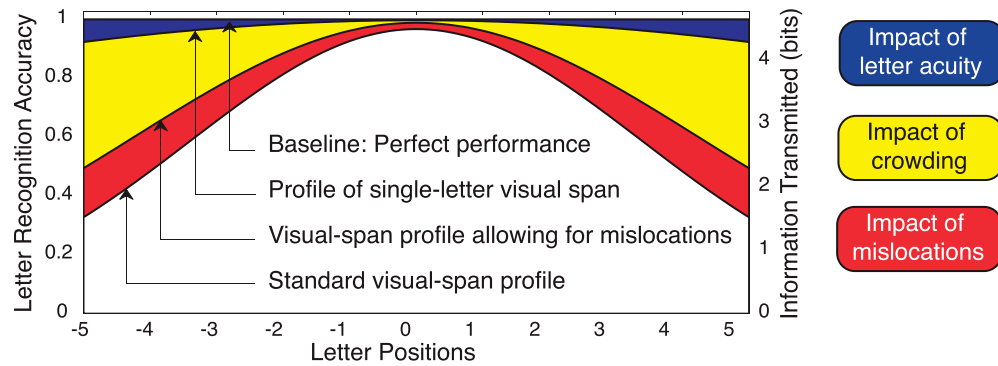 Letter Recognition Accuracy
1
0.8
0.6
0.4
0.2
0
Baseline: Perfect performance
Profile of single-letter visual span
Visual-span profile allowing for mislocations
Standard visual-span profile
-5 -4 -3 -2 -1 0 1 2 3 4 5
Letter Positions
4
3
2
1
0
Information Transmitted (bits)
Impact of
letter acuity
Impact of
crowding
Impact of
mislocations